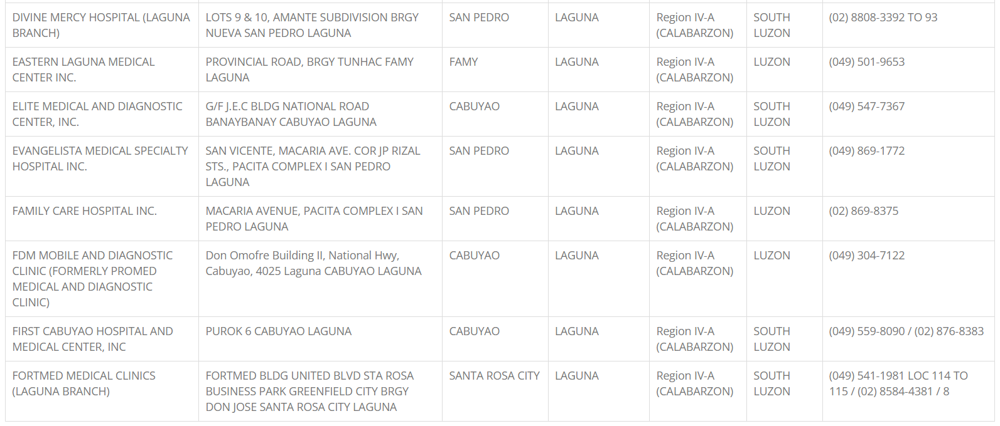 DIVINE MERCY HOSPITAL (LAGUNA BRANCH) LOTS 9 & 10, AMANTE SUBDIVISION BRGY NUEVA SAN PEDRO LAGUNA SAN PEDRO LAGUNA Region IV-A (CALABARZON) SOUTH LUZON (02) 8808-3392 TO 93
EASTERN LAGUNA MEDICAL CENTER INC. PROVINCIAL ROAD, BRGY TUNHAC FAMY LAGUNA FAMY LAGUNA Region IV-A (CALABARZON) LUZON (049) 501-9653
ELITE MEDICAL AND DIAGNOSTIC CENTER, INC. G/F J.E.C BLDG NATIONAL ROAD BANAYBANAY CABUYAO LAGUNA CABUYAO LAGUNA Region IV-A (CALABARZON) SOUTH LUZON (049) 547-7367
EVANGELISTA MEDICAL SPECIALTY HOSPITAL INC. SAN VICENTE, MACARIA AVE. COR JP RIZAL STS., PACITA COMPLEX I SAN PEDRO LAGUNA SAN PEDRO LAGUNA Region IV-A (CALABARZON) SOUTH LUZON (049) 869-1772
FAMILY CARE HOSPITAL INC. MACARIA AVENUE, PACITA COMPLEX I SAN PEDRO LAGUNA SAN PEDRO LAGUNA Region IV-A (CALABARZON) LUZON (02) 869-8375
FDM MOBILE AND DIAGNOSTIC CLINIC (FORMERLY PROMED MEDICAL AND DIAGNOSTIC CLINIC) Don Omofre Building II, National Hwy, Cabuyao, 4025 Laguna CABUYAO LAGUNA CABUYAO LAGUNA Region IV-A (CALABARZON) LUZON (049) 304-7122
FIRST CABUYAO HOSPITAL AND MEDICAL CENTER, INC PUROK 6 CABUYAO LAGUNA CABUYAO LAGUNA Region IV-A (CALABARZON) SOUTH LUZON (049) 559-8090 / (02) 876-8383
FORTMED MEDICAL CLINICS (LAGUNA BRANCH) FORTMED BLDG UNITED BLVD STA ROSA BUSINESS PARK GREENFIELD CITY BRGY DON JOSE SANTA ROSA CITY LAGUNA SANTA ROSA CITY LAGUNA Region IV-A (CALABARZON) SOUTH LUZON (049) 541-1981 LOC 114 TO 115 / (02) 8584-4381 / 8